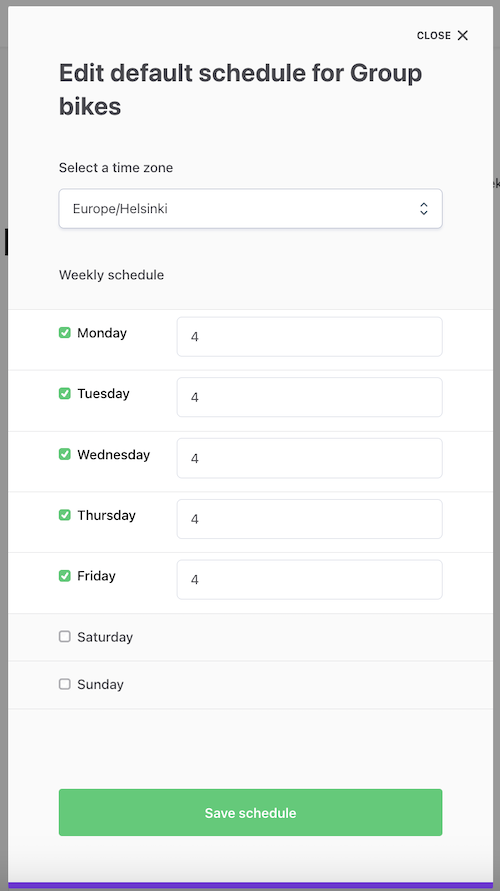 CLOSE
Edit default schedule for Group
bikes
Select a time zone
Europe/Helsinki
Weekly schedule
Monday 4
Tuesday 4
Wednesday 4
Thursday 4
Friday 4
Saturday
Sunday
Save schedule